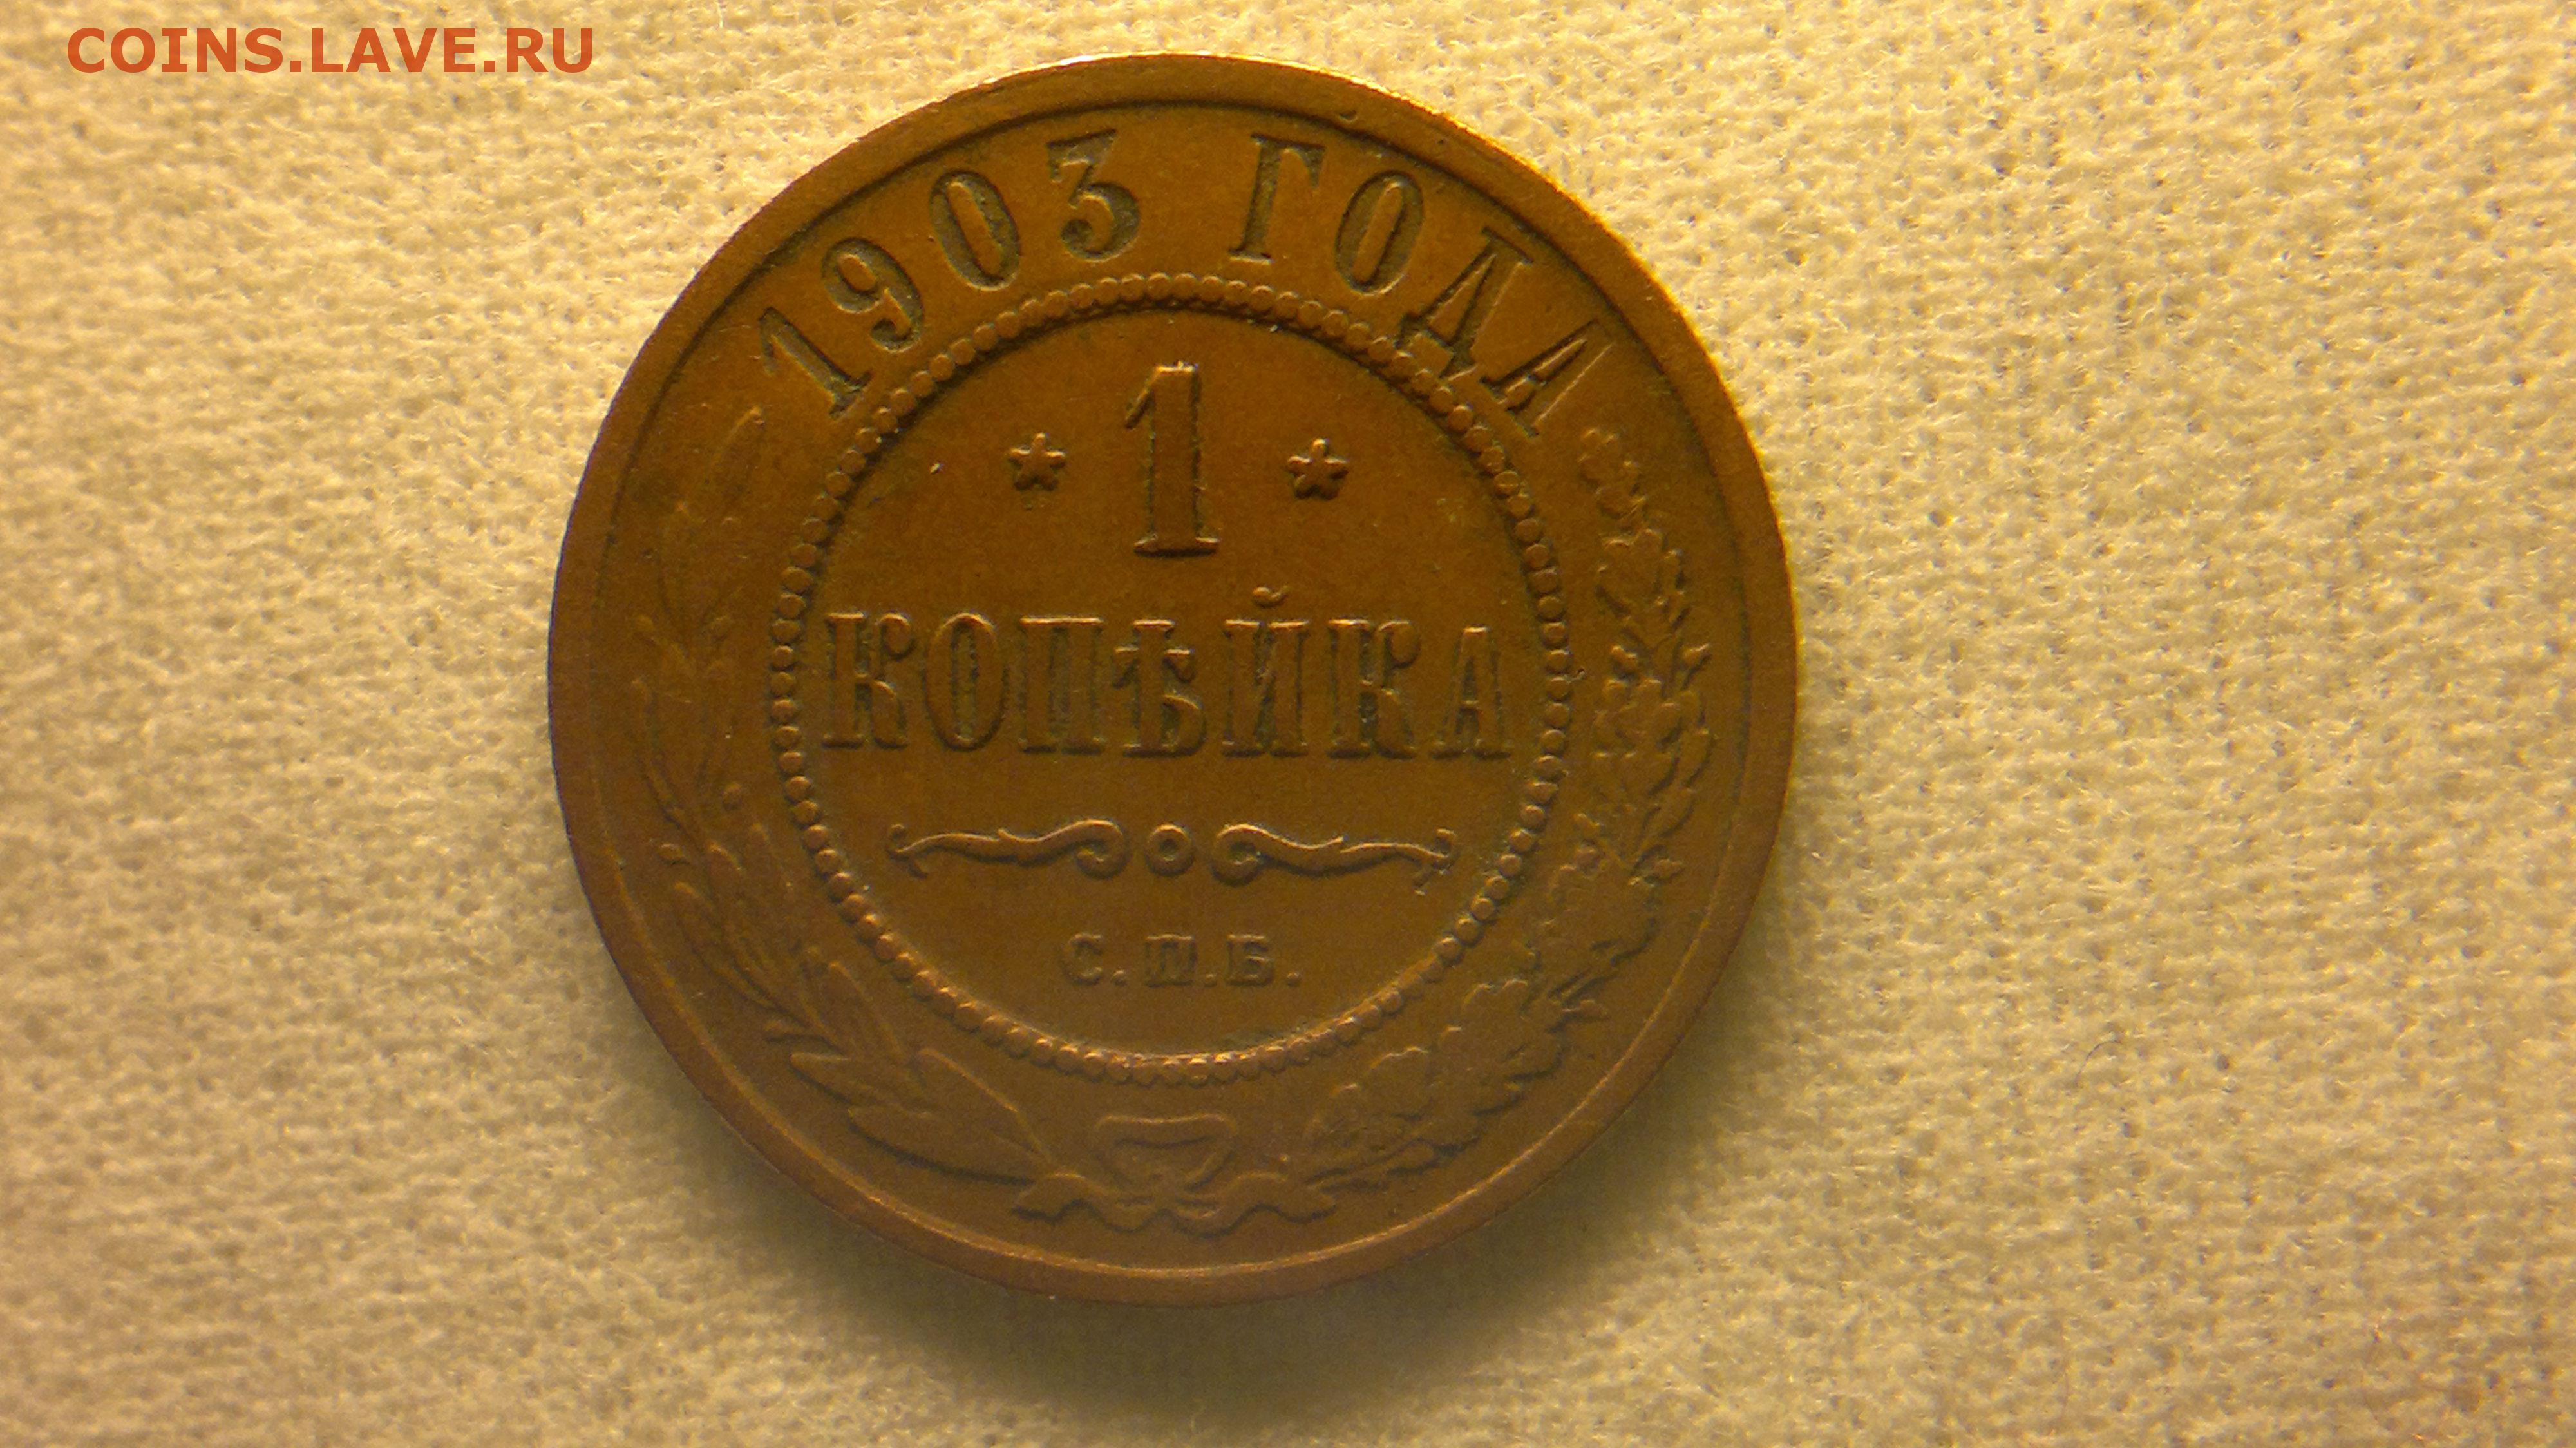 COINS.LAVE.RU
1903 ГОДА
1
КОПѢЙКА
С.П.Б.